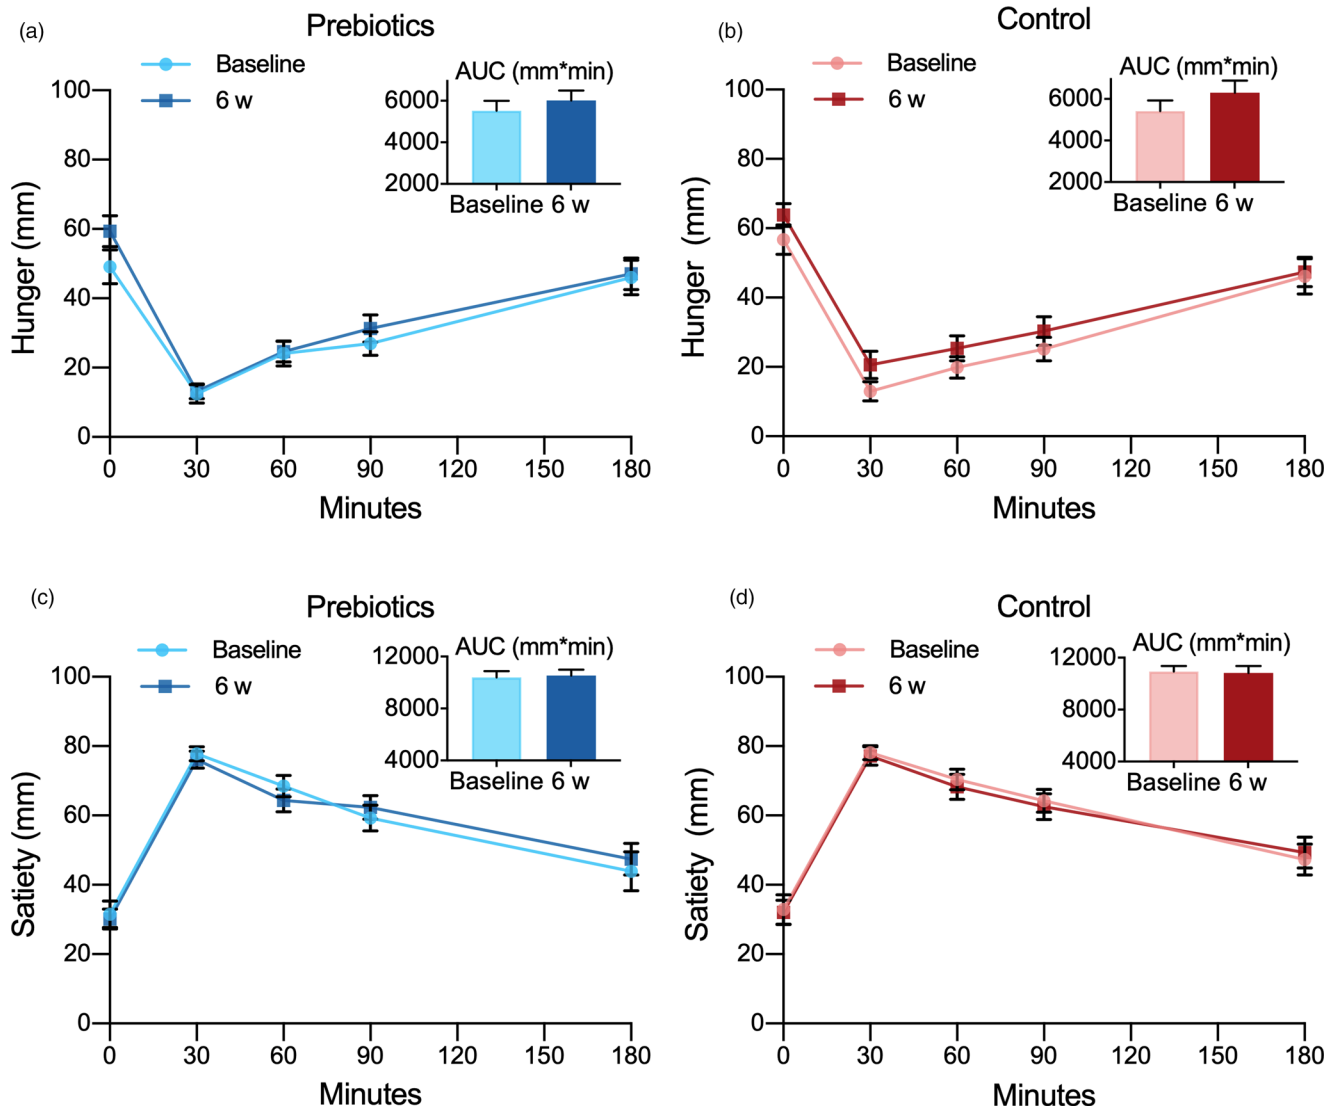 (a)
Prebiotics
Baseline
6 w
AUC (mm*min)
6000
4000
2000
Baseline 6 w
100
80
60
40
20
0
Hunger (mm)
0 30 60 90 120 150 180
Minutes
(b)
Control
Baseline
6 w
AUC (mm*min)
6000
4000
2000
Baseline 6 w
100
80
60
40
20
0
Hunger (mm)
0 30 60 90 120 150 180
Minutes
(c)
Prebiotics
Baseline
6 w
AUC (mm*min)
12000
8000
4000
Baseline 6 w
100
80
60
40
20
0
Satiety (mm)
0 30 60 90 120 150 180
Minutes
(d)
Control
Baseline
6 w
AUC (mm*min)
12000
8000
4000
Baseline 6 w
100
80
60
40
20
0
Satiety (mm)
0 30 60 90 120 150 180
Minutes